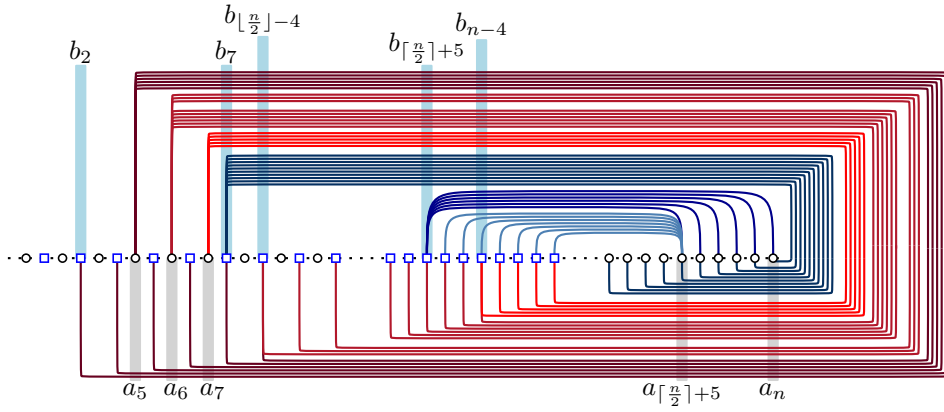 b_{⌊n/2⌋−4}
b_{n−4}
b_2
b_7
b_{⌈n/2⌉+5}
a_5
a_6
a_7
a_{⌈n/2⌉+5}
a_n